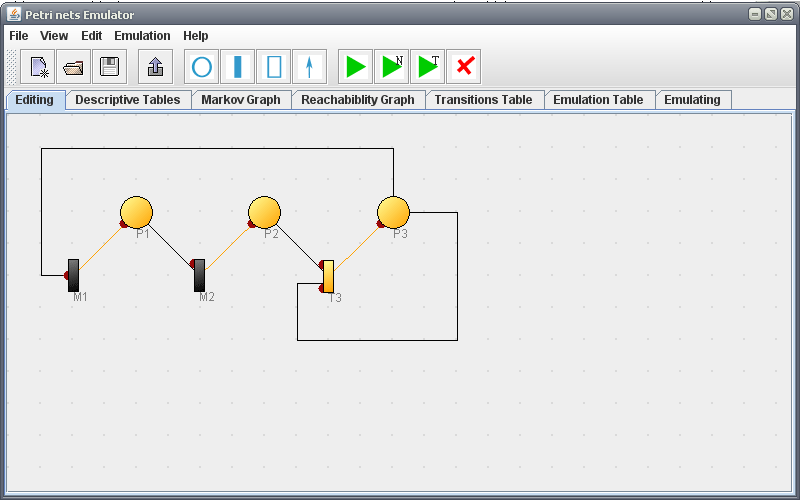 Petri nets Emulator
File View Edit Emulation Help
N T
Editing Descriptive Tables Markov Graph Reachability Graph Transitions Table Emulation Table Emulating
P1 P2 P3
M1 M2 T3